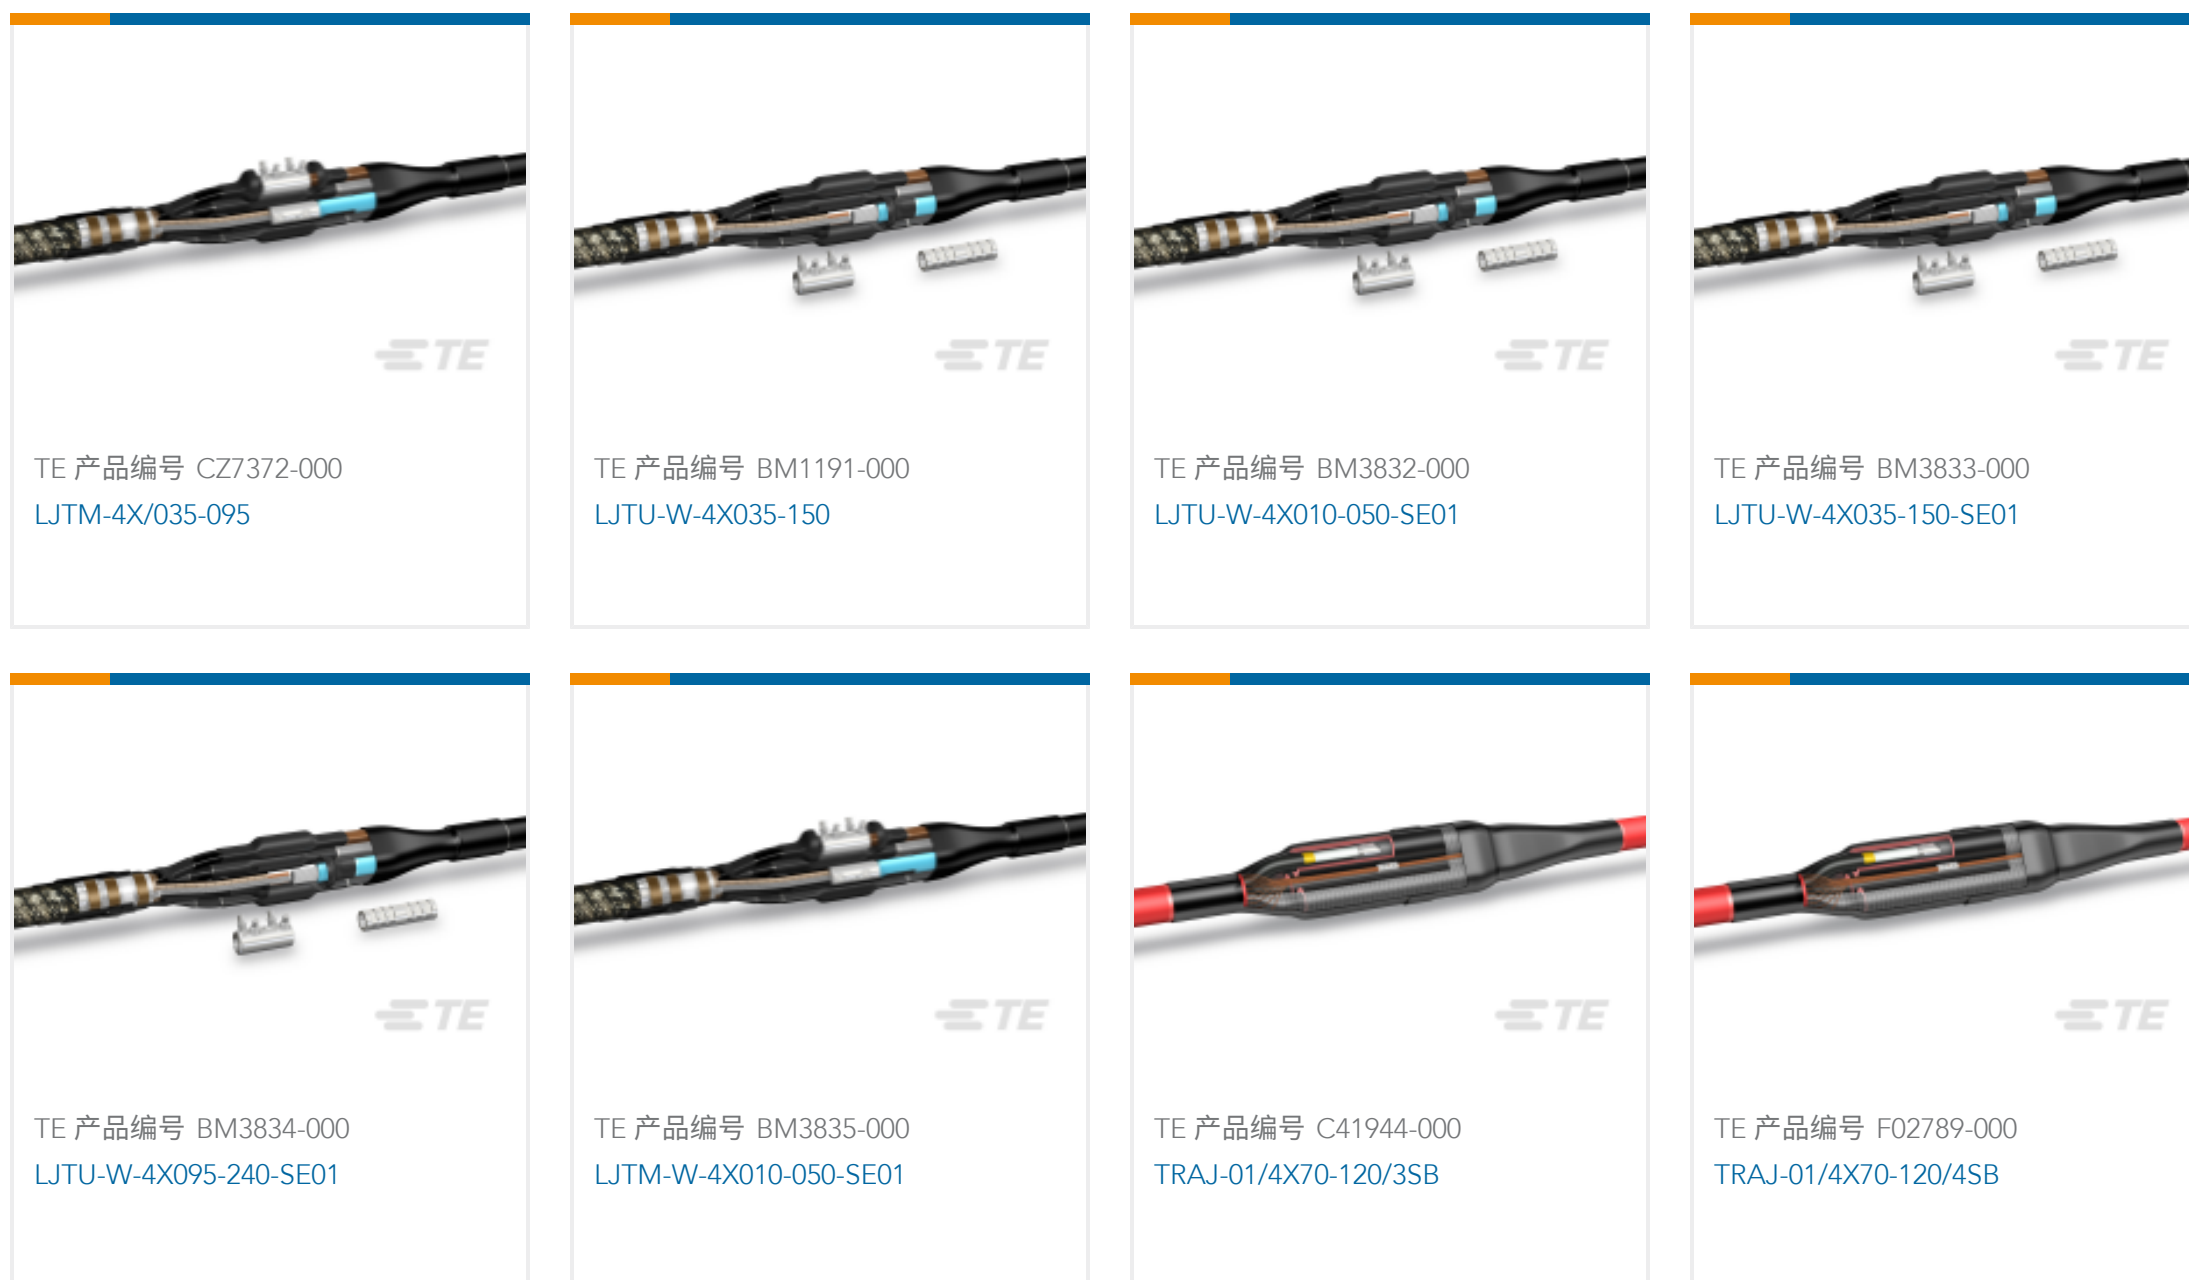 TE
TE
TE
TE
TE 产品编号 CZ7372-000
LJTM-4X/035-095
TE 产品编号 BM1191-000
LJTU-W-4X035-150
TE 产品编号 BM3832-000
LJTU-W-4X010-050-SE01
TE 产品编号 BM3833-000
LJTU-W-4X035-150-SE01
TE
TE
TE
TE
TE 产品编号 BM3834-000
LJTU-W-4X095-240-SE01
TE 产品编号 BM3835-000
LJTM-W-4X010-050-SE01
TE 产品编号 C41944-000
TRAJ-01/4X70-120/3SB
TE 产品编号 F02789-000
TRAJ-01/4X70-120/4SB